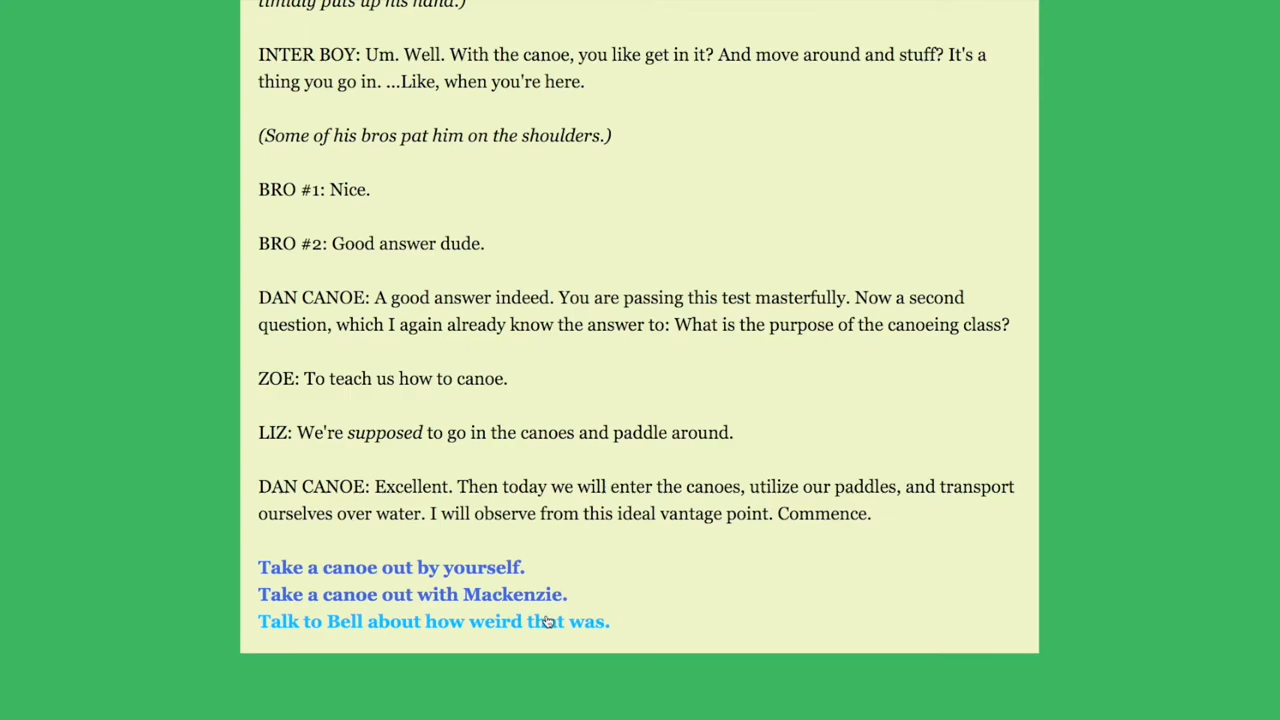 timidly puts up his hand.)
INTER BOY: Um. Well. With the canoe, you like get in it? And move around and stuff? It's a
thing you go in. ...Like, when you're here.
(Some of his bros pat him on the shoulders.)
BRO #1: Nice.
BRO #2: Good answer dude.
DAN CANOE: A good answer indeed. You are passing this test masterfully. Now a second
question, which I again already know the answer to: What is the purpose of the canoeing class?
ZOE: To teach us how to canoe.
LIZ: We're supposed to go in the canoes and paddle around.
DAN CANOE: Excellent. Then today we will enter the canoes, utilize our paddles, and transport
ourselves over water. I will observe from this ideal vantage point. Commence.
Take a canoe out by yourself.
Take a canoe out with Mackenzie.
Talk to Bell about how weird that was.